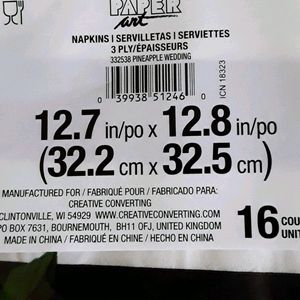 PAPER
art
NAPKINS | SERVILLETAS | SERVIETTES
3 PLY/ÉPAISSEURS
332538 PINEAPPLE WEDDING
0 39938 51246 0
ICN 18323
12.7 in/po x 12.8 in/po
(32.2 cm x 32.5 cm)
MANUFACTURED FOR / FABRIQUÉ POUR / FABRICADO PARA:
CREATIVE CONVERTING
CLINTONVILLE, WI 54929 WWW.CREATIVECONVERTING.COM
PO BOX 7631, BOURNEMOUTH, BH11 0FJ, UNITED KINGDOM
MADE IN CHINA / FABRIQUÉ EN CHINE / HECHO EN CHINA
16 COU
UNIT